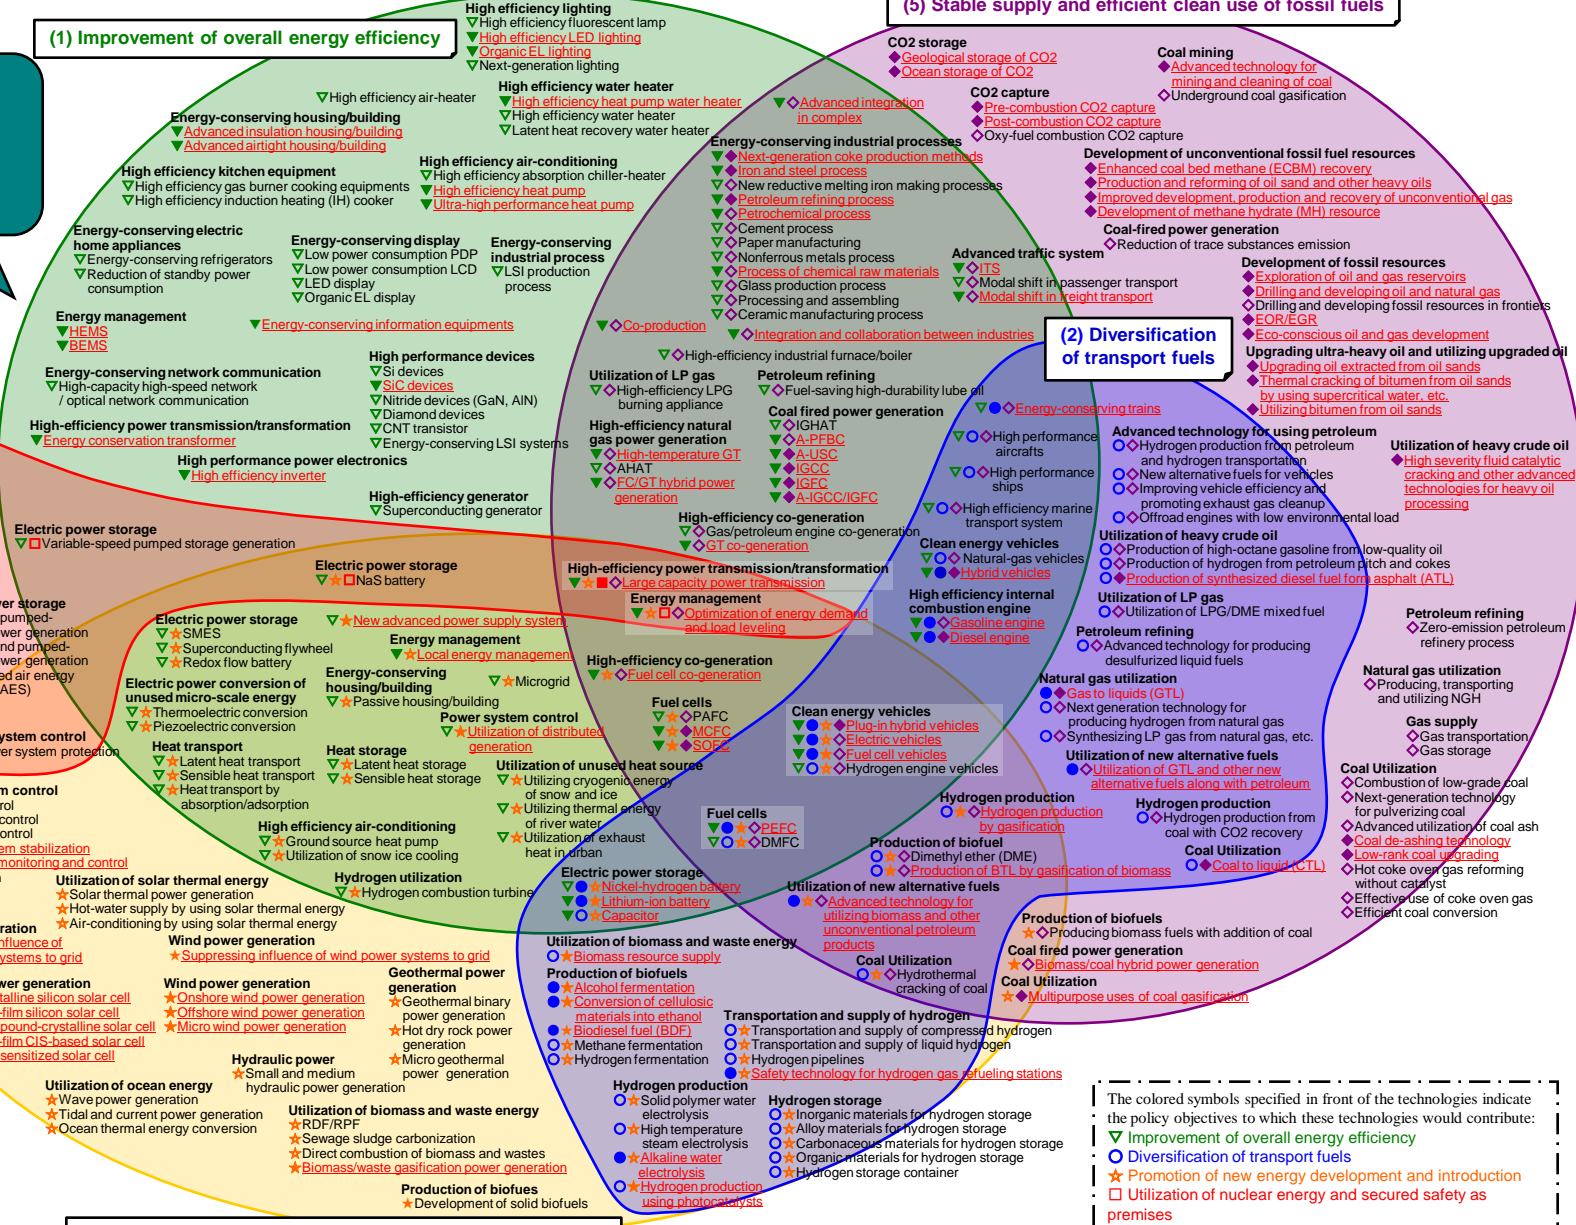 (5) Stable supply and efficient clean use of fossil fuels
(1) Improvement of overall energy efficiency
High efficiency lighting
▽High efficiency fluorescent lamp
▼High efficiency LED lighting
▼Organic EL lighting
▽Next-generation lighting
▽High efficiency air-heater
High efficiency water heater
▼High efficiency heat pump water heater
▽High efficiency water heater
▽Latent heat recovery water heater
Energy-conserving housing/building
▼Advanced insulation housing/building
▼Advanced airtight housing/building
High efficiency air-conditioning
▽High efficiency absorption chiller-heater
▼High efficiency heat pump
▼Ultra-high performance heat pump
High efficiency kitchen equipment
▽High efficiency gas burner cooking equipments
▽High efficiency induction heating (IH) cooker
Energy-conserving electric
home appliances
▽Energy-conserving refrigerators
▽Reduction of standby power
consumption
Energy-conserving display
▽Low power consumption PDP
▽Low power consumption LCD
▽LED display
▽Organic EL display
Energy-conserving
industrial process
▽LSI production
process
Energy management
▼HEMS
▼BEMS
▼Energy-conserving information equipments
Energy-conserving network communication
▽High-capacity high-speed network
/ optical network communication
High performance devices
▽Si devices
▼SiC devices
▽Nitride devices (GaN, AlN)
▽Diamond devices
▽CNT transistor
▽Energy-conserving LSI systems
High-efficiency power transmission/transformation
▼Energy conservation transformer
High performance power electronics
▼High efficiency inverter
High-efficiency generator
▽Superconducting generator
▼◇Advanced integration
in complex
Energy-conserving industrial processes
▼◆Next-generation coke production methods
▼◆Iron and steel process
▽◇New reductive melting iron making processes
▼◆Petroleum refining process
▼◇Petrochemical process
▽◇Cement process
▽◇Paper manufacturing
▽◇Nonferrous metals process
▼◇Process of chemical raw materials
▽◇Glass production process
▽◇Processing and assembling
▽◇Ceramic manufacturing process
▼◇Co-production
▼◇Integration and collaboration between industries
▽◇High-efficiency industrial furnace/boiler
Advanced traffic system
▼◇ITS
▽◇Modal shift in passenger transport
▼◇Modal shift in freight transport
Utilization of LP gas
▽◇High-efficiency LPG
burning appliance
Petroleum refining
▽◇Fuel-saving high-durability lube oil
High-efficiency natural
gas power generation
▼◇High-temperature GT
▽◇AHAT
▼◇FC/GT hybrid power
generation
Coal fired power generation
▽◇IGHAT
▼◇A-PFBC
▼◆A-USC
▼◆IGCC
▼◆IGFC
▼◆A-IGCC/IGFC
High-efficiency co-generation
▽◇Gas/petroleum engine co-generation
▼◇GT co-generation
CO2 storage
◆Geological storage of CO2
◆Ocean storage of CO2
Coal mining
◆Advanced technology for
mining and cleaning of coal
◇Underground coal gasification
CO2 capture
◆Pre-combustion CO2 capture
◆Post-combustion CO2 capture
◇Oxy-fuel combustion CO2 capture
Development of unconventional fossil fuel resources
◆Enhanced coal bed methane (ECBM) recovery
◆Production and reforming of oil sand and other heavy oils
◆Improved development, production and recovery of unconventional gas
◆Development of methane hydrate (MH) resource
Coal-fired power generation
◇Reduction of trace substances emission
Development of fossil resources
◆Exploration of oil and gas reservoirs
◆Drilling and developing oil and natural gas
◇Drilling and developing fossil resources in frontiers
◆EOR/EGR
◆Eco-conscious oil and gas development
Upgrading ultra-heavy oil and utilizing upgraded oil
◆Upgrading oil extracted from oil sands
◆Thermal cracking of bitumen from oil sands
by using supercritical water, etc.
◆Utilizing bitumen from oil sands
(2) Diversification
of transport fuels
▽●◇Energy-conserving trains
▽○◇High performance
aircrafts
▽○◇High performance
ships
▽○◇High efficiency marine
transport system
Clean energy vehicles
▽○◇Natural-gas vehicles
▼●◆Hybrid vehicles
High efficiency internal
combustion engine
▼●◇Gasoline engine
▼●◆Diesel engine
Advanced technology for using petroleum
○◇Hydrogen production from petroleum
and hydrogen transportation
○◇New alternative fuels for vehicles
○◇Improving vehicle efficiency and
promoting exhaust gas cleanup
○◇Offroad engines with low environmental load
Utilization of heavy crude oil
◆High severity fluid catalytic
cracking and other advanced
technologies for heavy oil
processing
Utilization of heavy crude oil
○◇Production of high-octane gasoline from low-quality oil
○◇Production of hydrogen from petroleum pitch and cokes
○◆Production of synthesized diesel fuel form asphalt (ATL)
Utilization of LP gas
○◇Utilization of LPG/DME mixed fuel
Petroleum refining
○◇Advanced technology for producing
desulfurized liquid fuels
Petroleum refining
◇Zero-emission petroleum
refinery process
Natural gas utilization
●◆Gas to liquids (GTL)
○◇Next generation technology for
producing hydrogen from natural gas
○◇Synthesizing LP gas from natural gas, etc.
Natural gas utilization
◇Producing, transporting
and utilizing NGH
Gas supply
◇Gas transportation
◇Gas storage
Utilization of new alternative fuels
●◇Utilization of GTL and other new
alternative fuels along with petroleum
Hydrogen production
○◇Hydrogen production from
coal with CO2 recovery
Coal Utilization
○◆Coal to liquid (CTL)
Coal Utilization
◇Combustion of low-grade coal
◇Next-generation technology
for pulverizing coal
◇Advanced utilization of coal ash
◆Coal de-ashing technology
◆Low-rank coal upgrading
◇Hot coke oven gas reforming
without catalyst
◇Effective use of coke oven gas
◇Efficient coal conversion
Electric power storage
▽□Variable-speed pumped storage generation
Electric power storage
▽☆□NaS battery
High-efficiency power transmission/transformation
▼☆■◇Large capacity power transmission
Energy management
▼☆□◇Optimization of energy demand
and load leveling
er storage
pumped-
wer generation
nd pumped-
wer generation
ed air energy
AES)
ystem control
er system protection
Electric power storage
▽☆SMES
▽☆Superconducting flywheel
▽☆Redox flow battery
▽★New advanced power supply system
Energy management
▼★Local energy management
Electric power conversion of
unused micro-scale energy
▽☆Thermoelectric conversion
▽☆Piezoelectric conversion
Energy-conserving
housing/building
▽☆Passive housing/building
▽☆Microgrid
Power system control
▽★Utilization of distributed
generation
Heat transport
▽☆Latent heat transport
▽☆Sensible heat transport
▽☆Heat transport by
absorption/adsorption
Heat storage
▽☆Latent heat storage
▽☆Sensible heat storage
Utilization of unused heat source
▽☆Utilizing cryogenic energy
of snow and ice
▽☆Utilizing thermal energy
of river water
▽☆Utilization of exhaust
heat in urban
High efficiency air-conditioning
▽☆Ground source heat pump
▽☆Utilization of snow ice cooling
Hydrogen utilization
▽☆Hydrogen combustion turbine
High-efficiency co-generation
▼★◇Fuel cell co-generation
Fuel cells
▽☆◇PAFC
▼★◆MCFC
▼★◆SOFC
Clean energy vehicles
▼●★◆Plug-in hybrid vehicles
▼●★◇Electric vehicles
▼●★◇Fuel cell vehicles
▽○☆◇Hydrogen engine vehicles
Fuel cells
▼●★◇PEFC
▽○☆◇DMFC
Electric power storage
▽●★Nickel-hydrogen battery
▼●★Lithium-ion battery
▼○☆Capacitor
Hydrogen production
○★◇Hydrogen production
by gasification
Production of biofuel
○☆◇Dimethyl ether (DME)
○★◇Production of BTL by gasification of biomass
Utilization of new alternative fuels
●★◇Advanced technology for
utilizing biomass and other
unconventional petroleum
products
Coal Utilization
○☆◇Hydrothermal
cracking of coal
Production of biofuels
☆◇Producing biomass fuels with addition of coal
Coal fired power generation
★◇Biomass/coal hybrid power generation
Coal Utilization
☆◆Multipurpose uses of coal gasification
m control
rol
control
control
em stabilization
monitoring and control
Utilization of solar thermal energy
☆Solar thermal power generation
☆Hot-water supply by using solar thermal energy
☆Air-conditioning by using solar thermal energy
ration
nfluence of
ystems to grid
Wind power generation
★Suppressing influence of wind power systems to grid
wer generation
talline silicon solar cell
-film silicon solar cell
pound-crystalline solar cell
-film CIS-based solar cell
sensitized solar cell
Wind power generation
★Onshore wind power generation
★Offshore wind power generation
★Micro wind power generation
Geothermal power
generation
☆Geothermal binary
power generation
☆Hot dry rock power
generation
☆Micro geothermal
power generation
Hydraulic power
☆Small and medium
hydraulic power generation
Utilization of ocean energy
☆Wave power generation
☆Tidal and current power generation
☆Ocean thermal energy conversion
Utilization of biomass and waste energy
☆RDF/RPF
☆Sewage sludge carbonization
☆Direct combustion of biomass and wastes
★Biomass/waste gasification power generation
Production of biofues
★Development of solid biofuels
Utilization of biomass and waste energy
○★Biomass resource supply
Production of biofuels
●★Alcohol fermentation
●★Conversion of cellulosic
materials into ethanol
●★Biodiesel fuel (BDF)
○☆Methane fermentation
○☆Hydrogen fermentation
Transportation and supply of hydrogen
○☆Transportation and supply of compressed hydrogen
○☆Transportation and supply of liquid hydrogen
○☆Hydrogen pipelines
●★Safety technology for hydrogen gas refueling stations
Hydrogen production
○☆Solid polymer water
electrolysis
○☆High temperature
steam electrolysis
●★Alkaline water
electrolysis
○★Hydrogen production
using photocatalysts
Hydrogen storage
○☆Inorganic materials for hydrogen storage
○☆Alloy materials for hydrogen storage
○☆Carbonaceous materials for hydrogen storage
○☆Organic materials for hydrogen storage
○☆Hydrogen storage container
The colored symbols specified in front of the technologies indicate
the policy objectives to which these technologies would contribute:
▽ Improvement of overall energy efficiency
○ Diversification of transport fuels
☆ Promotion of new energy development and introduction
□ Utilization of nuclear energy and secured safety as
premises